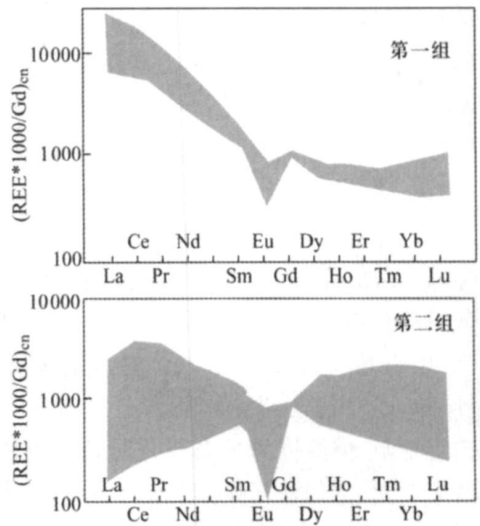 第一组
(REE*1000/Gd)cn
10000
1000
100
Ce Nd Eu Dy Er Yb
La Pr Sm Gd Ho Tm Lu
第二组
(REE*1000/Gd)cn
10000
1000
100
La Pr Sm Gd Ho Tm Lu
Ce Nd Eu Dy Er Yb